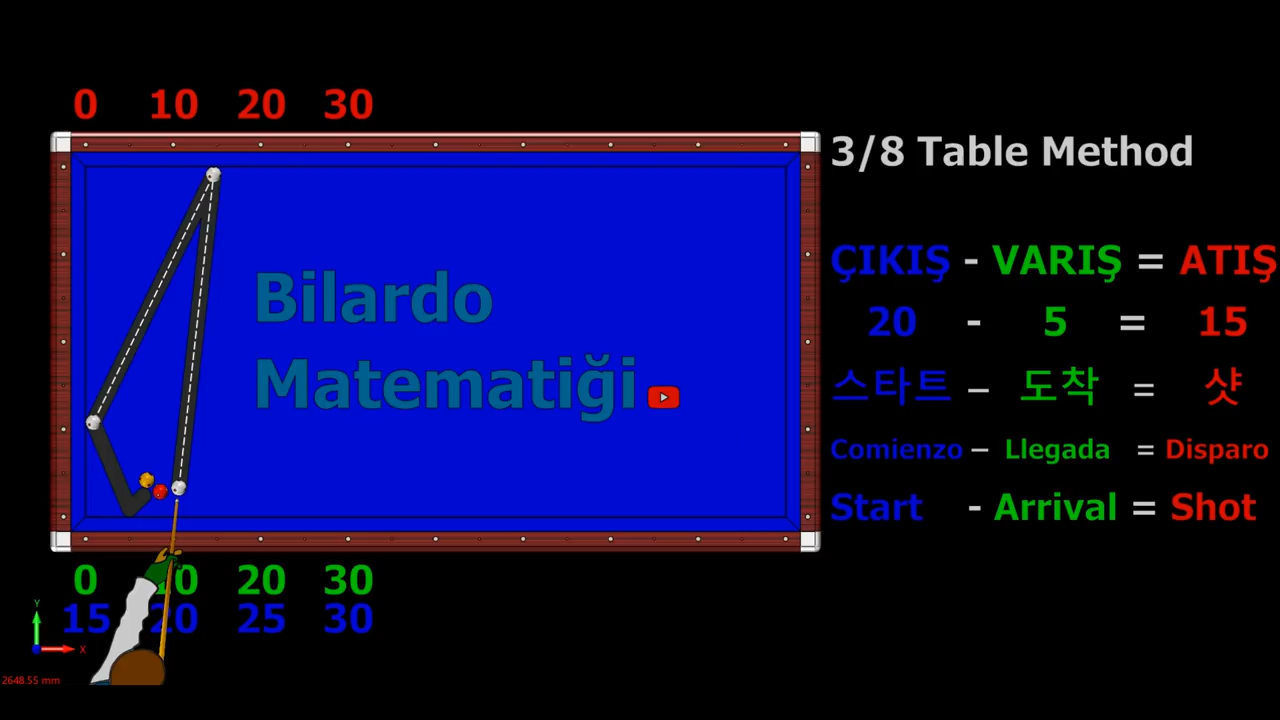 0 10 20 30
3/8 Table Method
ÇIKIŞ - VARIŞ = ATIŞ
20 - 5 = 15
스타트 – 도착 = 샷
Comienzo – Llegada = Disparo
Start - Arrival = Shot
Bilardo
Matematiği
0 10 20 30
15 20 25 30
Y
X
2648.55 mm